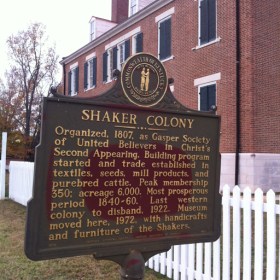 SHAKER COLONY
Organized, 1807, as Gasper Society
of United Believers in Christ's
Second Appearing. Building program
started and trade established in
textiles, seeds, mill products, and
purebred cattle. Peak membership
350; acreage 6,000. Most prosperous
period 1840-60. Last western
colony to disband, 1922. Museum
moved here, 1972, with handicrafts
and furniture of the Shakers.